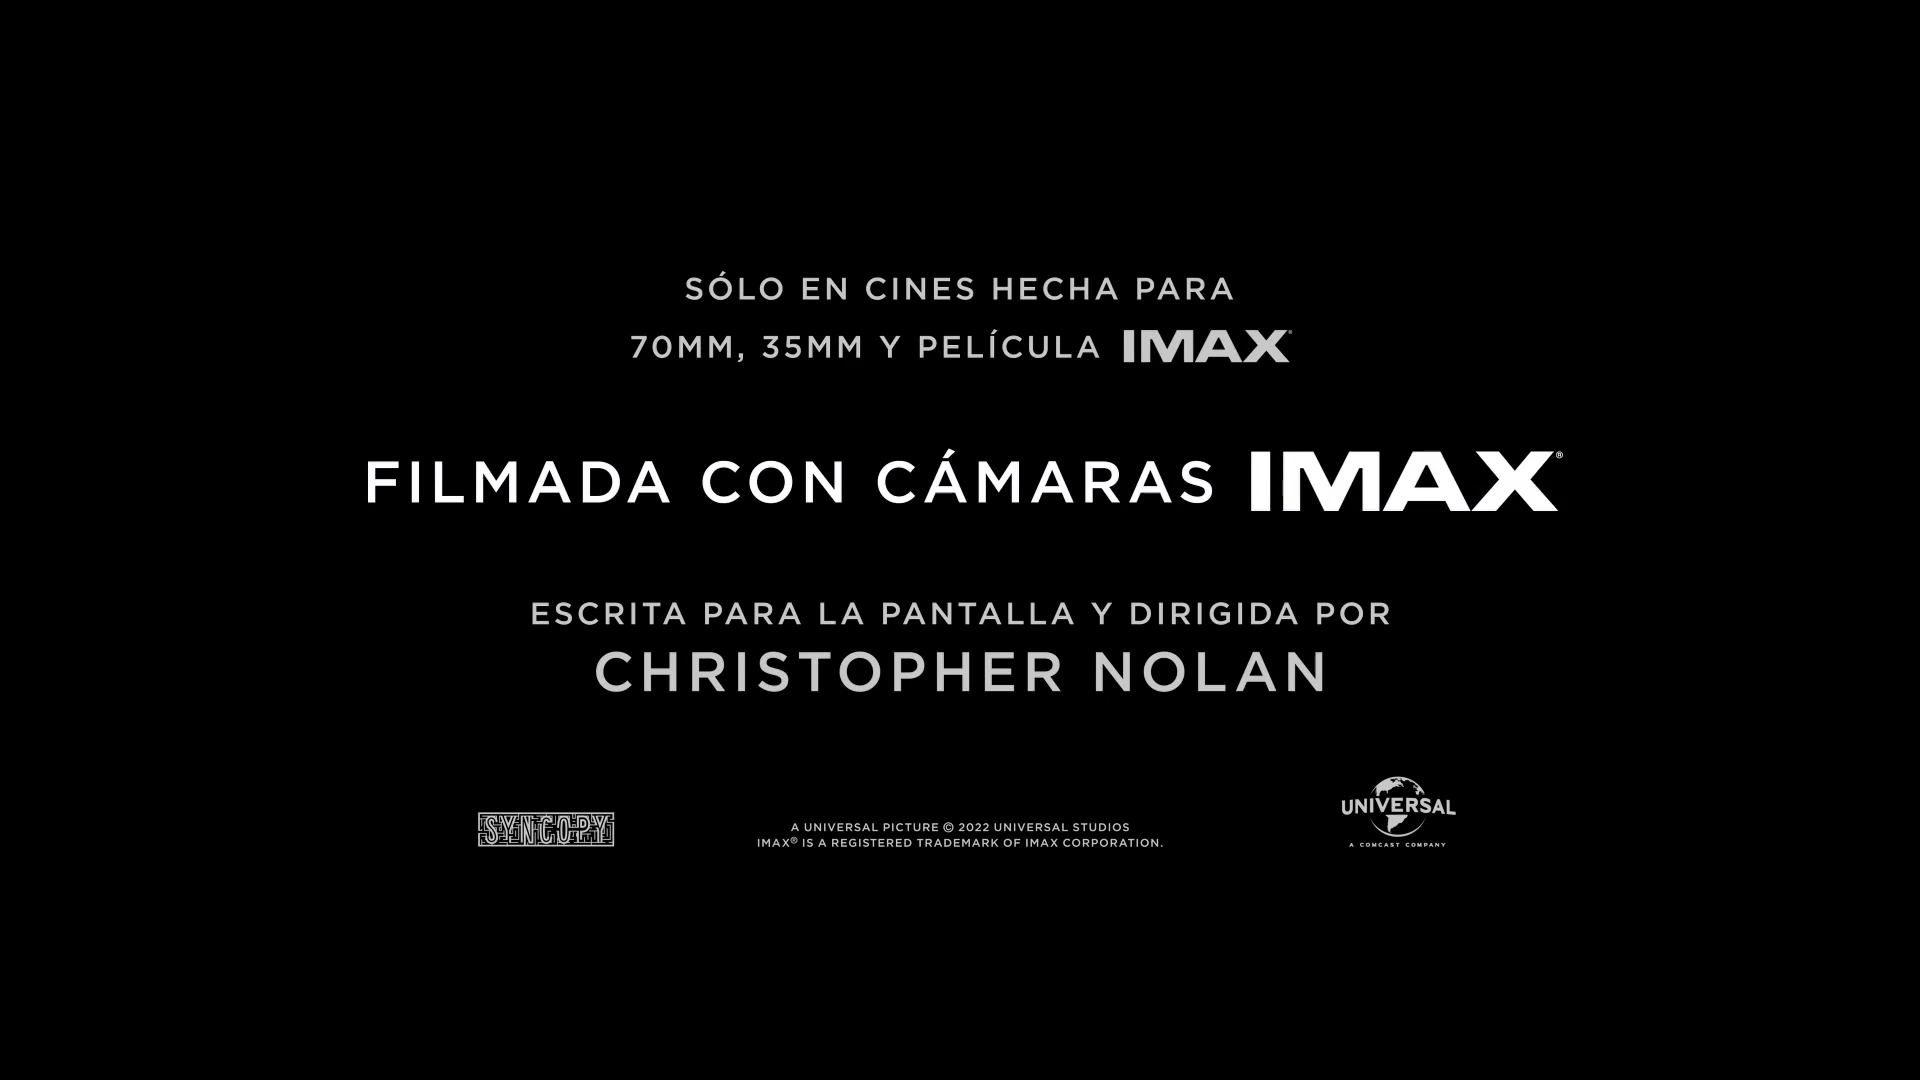 SÓLO EN CINES HECHA PARA
70MM, 35MM Y PELÍCULA IMAX®
FILMADA CON CÁMARAS IMAX®
ESCRITA PARA LA PANTALLA Y DIRIGIDA POR
CHRISTOPHER NOLAN
SYNCOPY
A UNIVERSAL PICTURE © 2022 UNIVERSAL STUDIOS
IMAX® IS A REGISTERED TRADEMARK OF IMAX CORPORATION.
UNIVERSAL
A COMCAST COMPANY